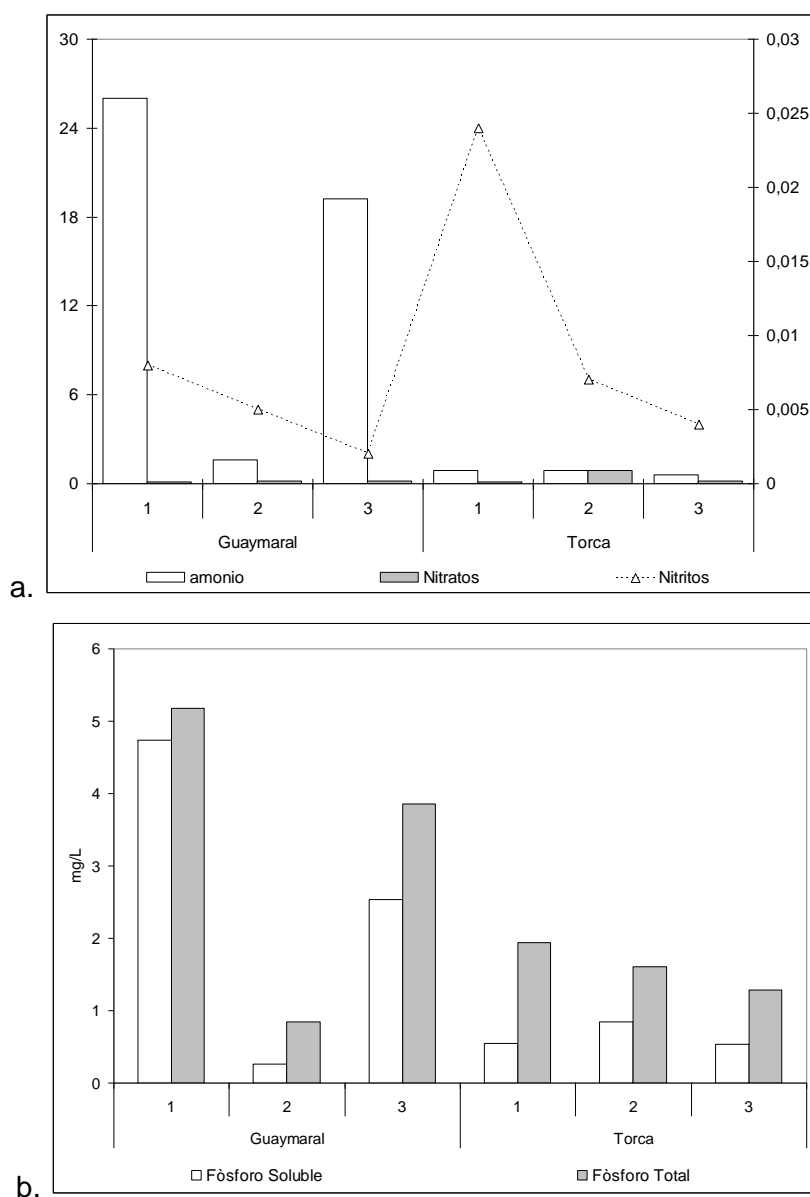 30
24
18
12
6
0
0,03
0,025
0,02
0,015
0,01
0,005
0
1 2 3 1 2 3
Guaymaral Torca
amonio Nitratos Nitritos
a.
6
5
4
3
2
1
0
mg/L
1 2 3 1 2 3
Guaymaral Torca
Fòsforo Soluble Fòsforo Total
b.